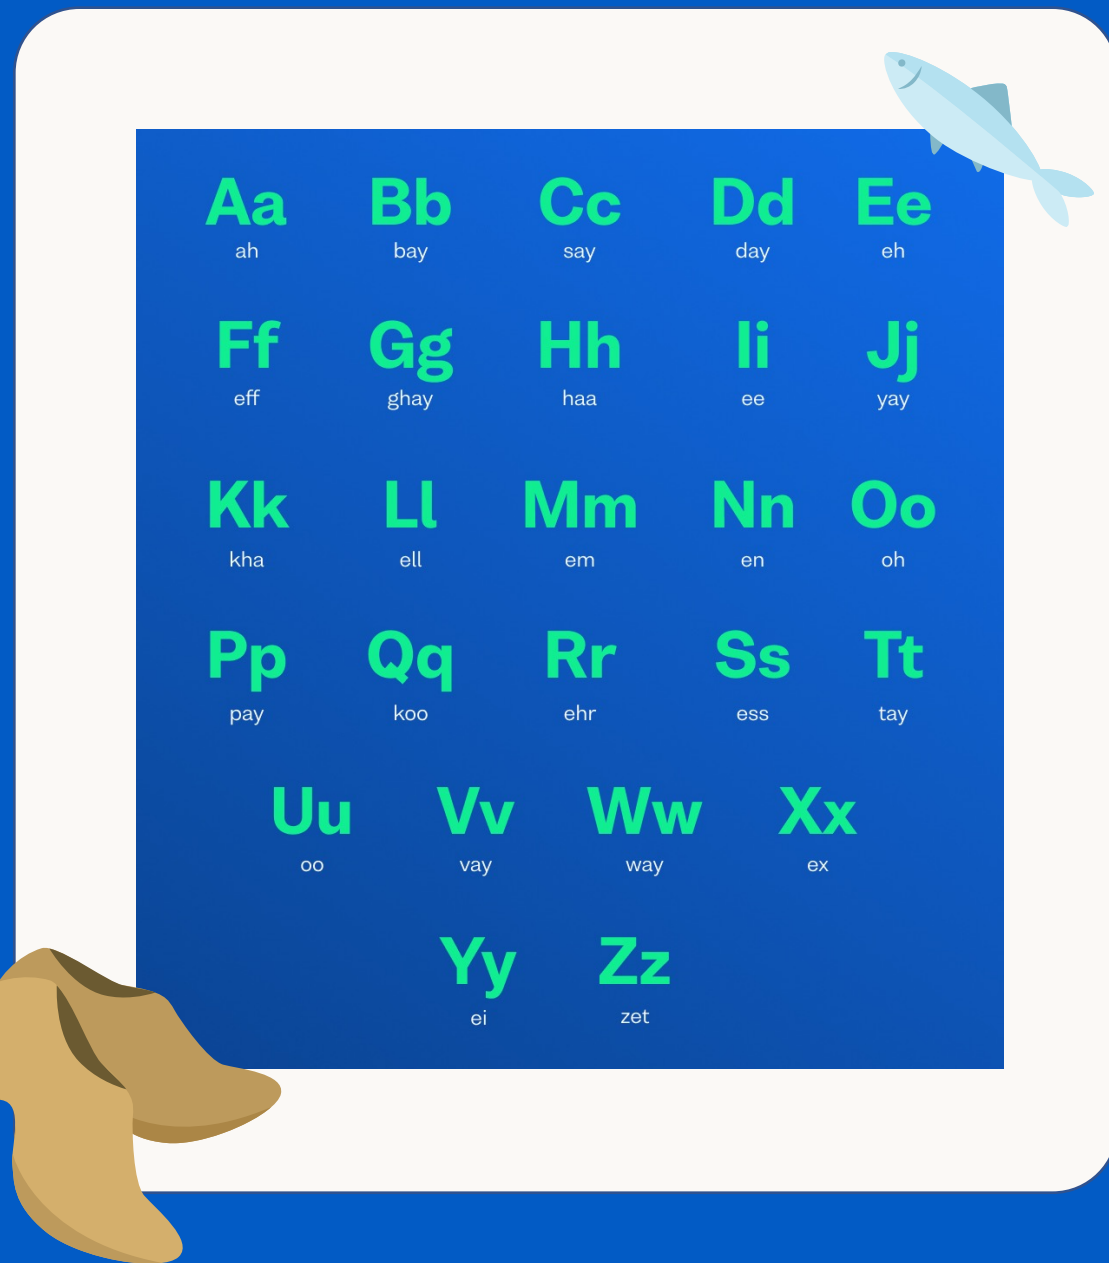 Aa Bb Cc Dd Ee
ah bay say day eh
Ff Gg Hh Ii Jj
eff ghay haa ee yay
Kk Ll Mm Nn Oo
kha ell em en oh
Pp Qq Rr Ss Tt
pay koo ehr ess tay
Uu Vv Ww Xx
oo vay way ex
Yy Zz
ei zet